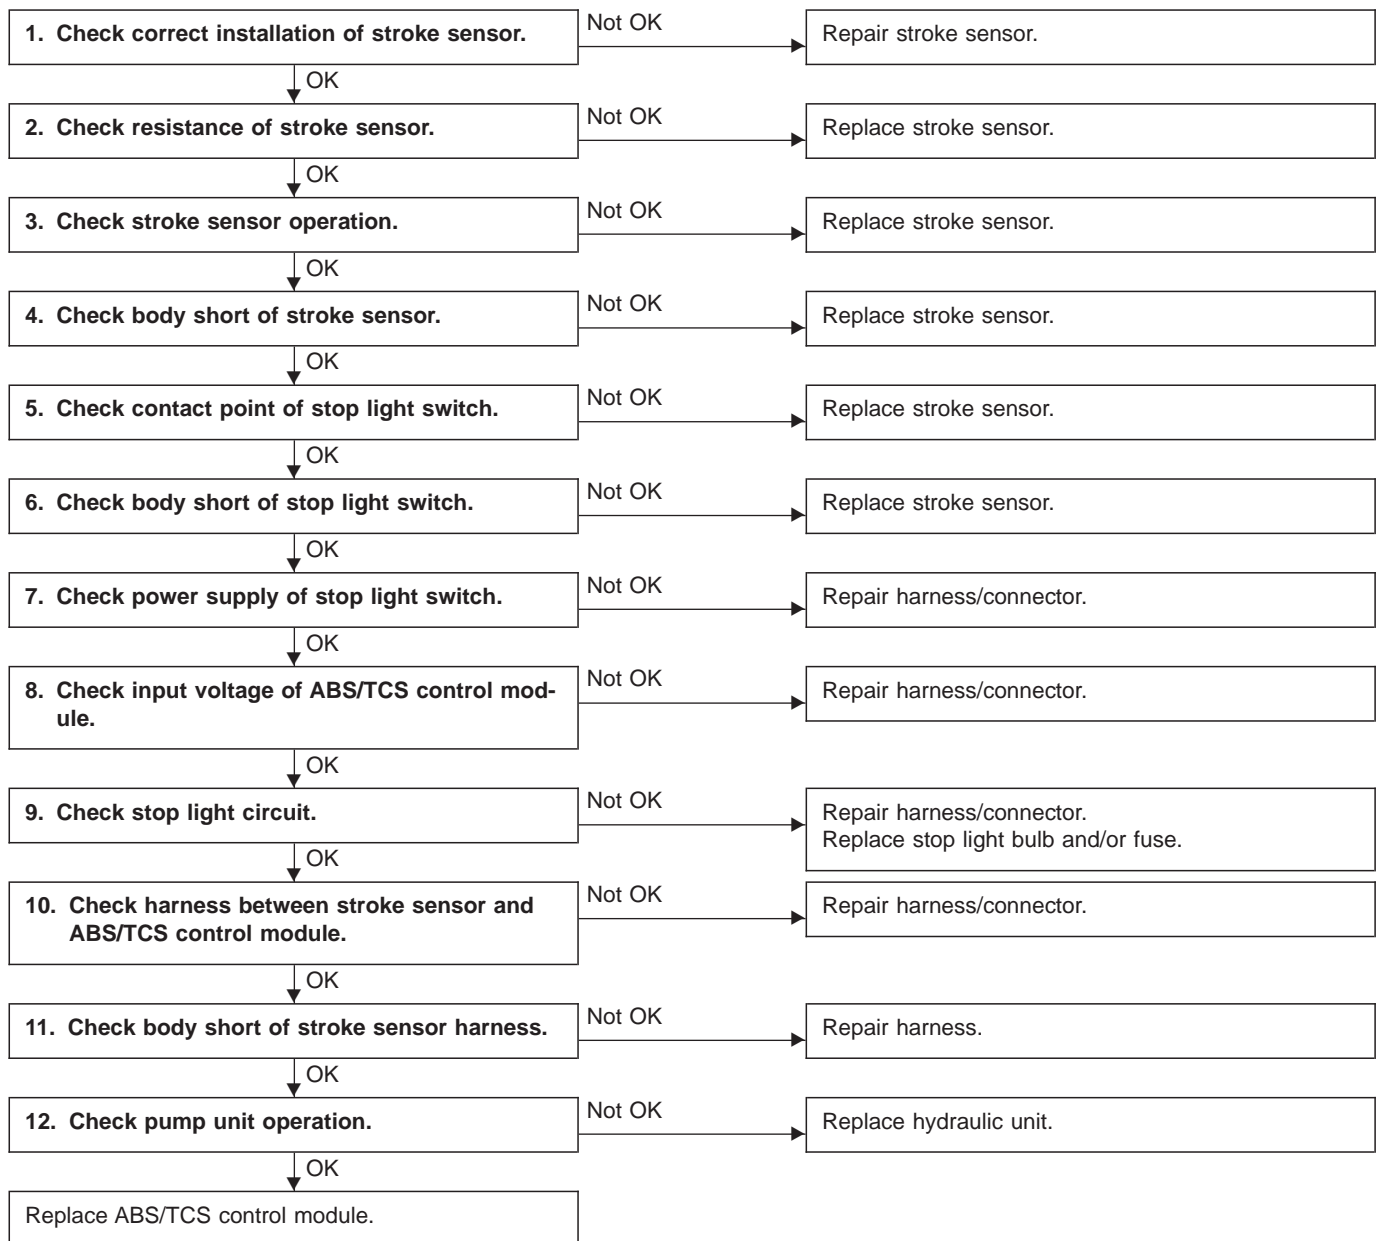 1. Check correct installation of stroke sensor.
Not OK
Repair stroke sensor.
OK
2. Check resistance of stroke sensor.
Not OK
Replace stroke sensor.
OK
3. Check stroke sensor operation.
Not OK
Replace stroke sensor.
OK
4. Check body short of stroke sensor.
Not OK
Replace stroke sensor.
OK
5. Check contact point of stop light switch.
Not OK
Replace stroke sensor.
OK
6. Check body short of stop light switch.
Not OK
Replace stroke sensor.
OK
7. Check power supply of stop light switch.
Not OK
Repair harness/connector.
OK
8. Check input voltage of ABS/TCS control mod-
ule.
Not OK
Repair harness/connector.
OK
9. Check stop light circuit.
Not OK
Repair harness/connector.
Replace stop light bulb and/or fuse.
OK
10. Check harness between stroke sensor and
ABS/TCS control module.
Not OK
Repair harness/connector.
OK
11. Check body short of stroke sensor harness.
Not OK
Repair harness.
OK
12. Check pump unit operation.
Not OK
Replace hydraulic unit.
OK
Replace ABS/TCS control module.